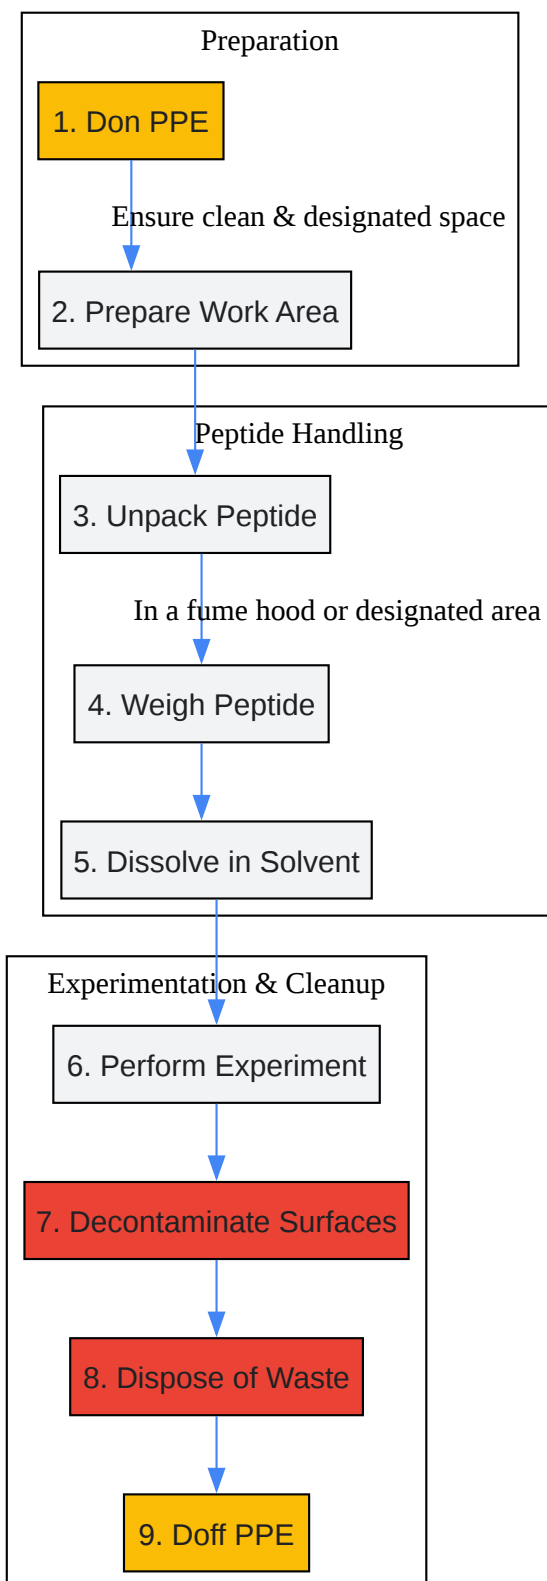 Preparation
1. Don PPE
Ensure clean & designated space
2. Prepare Work Area
Peptide Handling
3. Unpack Peptide
In a fume hood or designated area
4. Weigh Peptide
5. Dissolve in Solvent
Experimentation & Cleanup
6. Perform Experiment
7. Decontaminate Surfaces
8. Dispose of Waste
9. Doff PPE